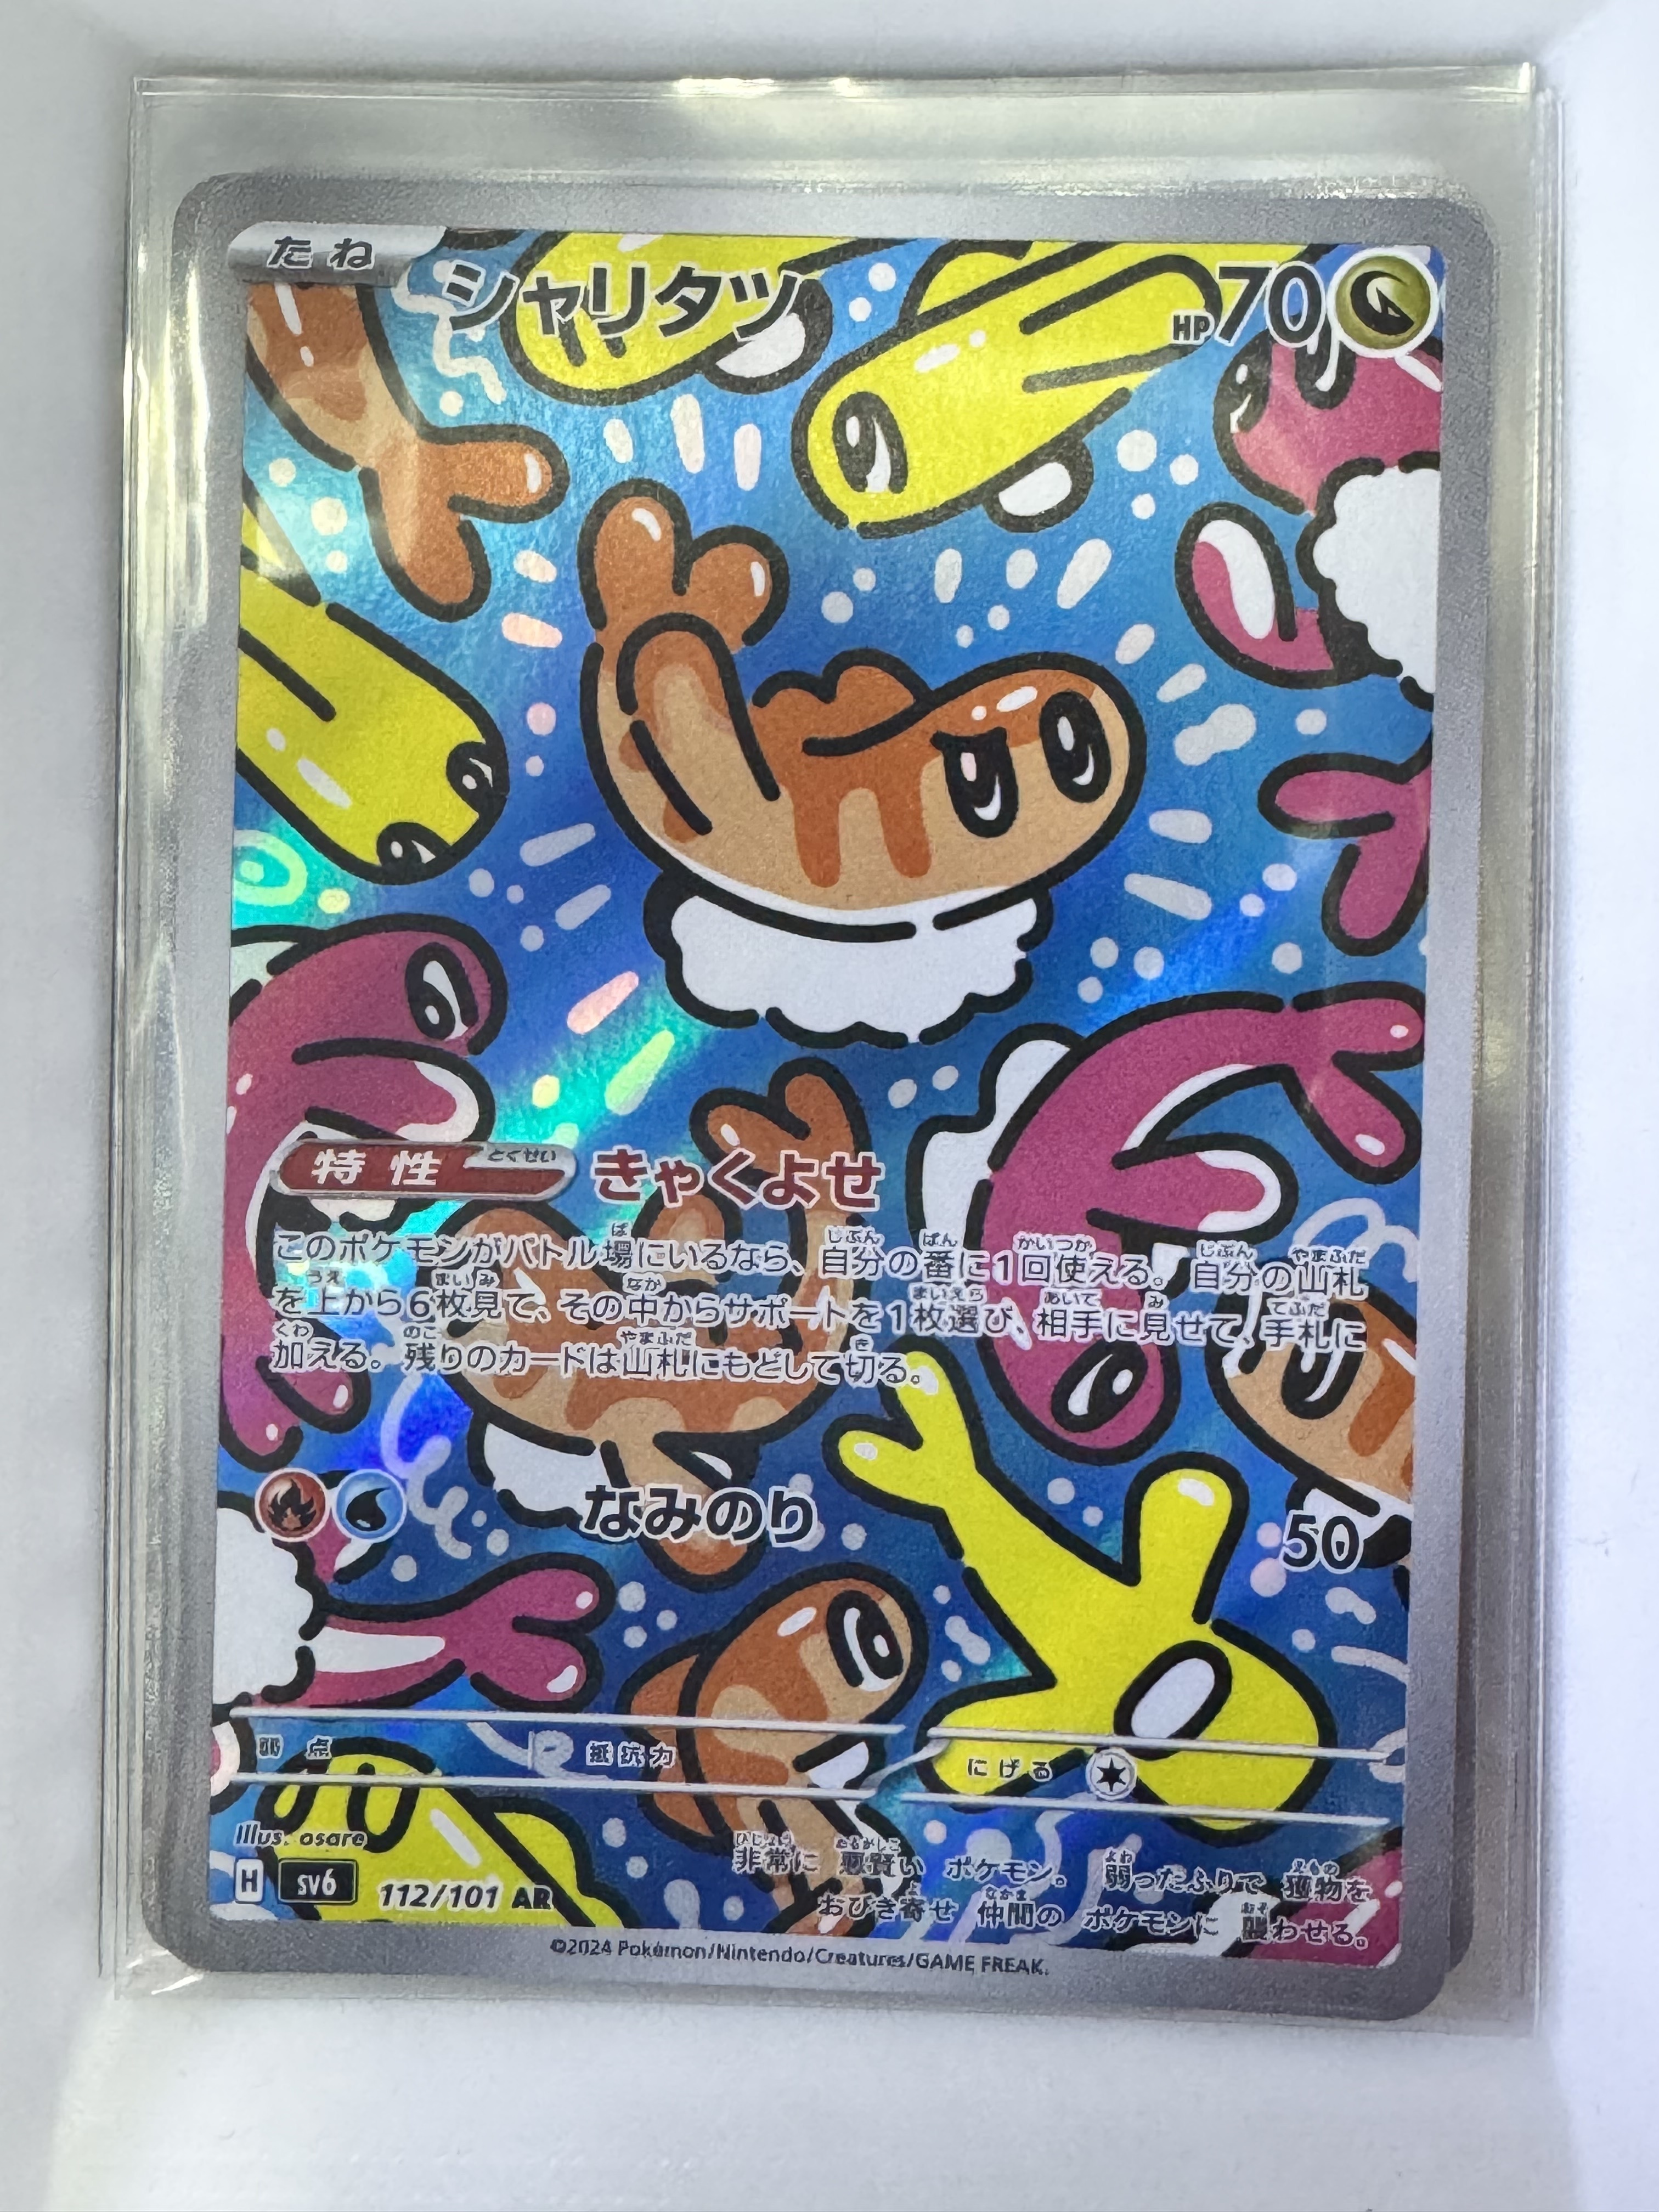 たね
シャリタツ
HP70
特性 とくせい きゃくよせ
このポケモンがバトル場にいるなら、自分の番に1回使える。自分の山札
を上から6枚見て、その中からサポートを1枚選び、相手に見せて、手札に
加える。残りのカードは山札にもどして切る。
なみのり 50
弱点 抵抗力 にげる
Illus. osare
H sv6 112/101 AR
非常に 悪賢い ポケモン。 弱ったふりで 獲物を
おびき寄せ 仲間の ポケモンに 襲わせる。
©2024 Pokémon/Nintendo/Creatures/GAME FREAK.